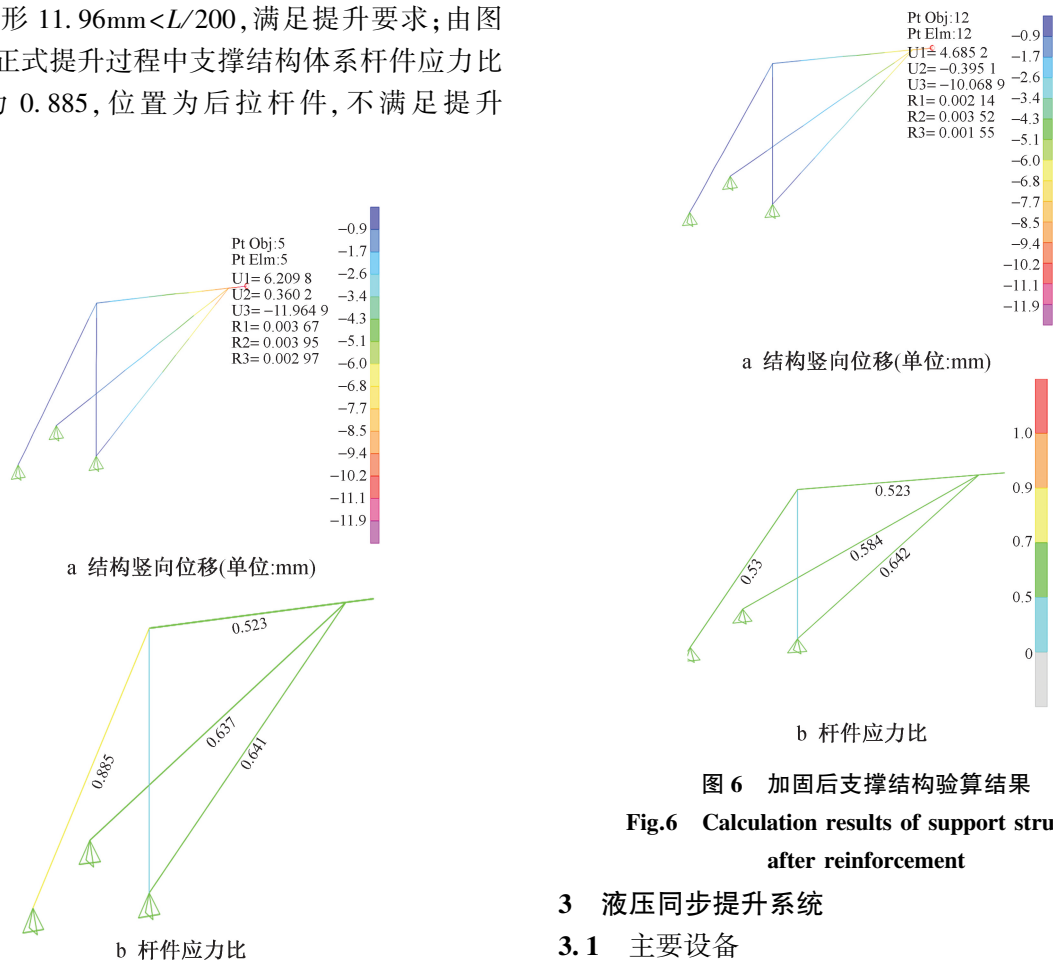 形 11.96mm<L/200,满足提升要求;由图
正式提升过程中支撑结构体系杆件应力比
为 0.885,位置为后拉杆件,不满足提升
Pt Obj:5
Pt Elm:5
U1= 6.209 8
U2= 0.360 2
U3= −11.964 9
R1= 0.003 67
R2= 0.003 95
R3= 0.002 97
−0.9
−1.7
−2.6
−3.4
−4.3
−5.1
−6.0
−6.8
−7.7
−8.5
−9.4
−10.2
−11.1
−11.9
a 结构竖向位移(单位:mm)
0.523
0.637
0.641
0.885
b 杆件应力比
Pt Obj:12
Pt Elm:12
U1= 4.685 2
U2= −0.395 1
U3= −10.068 9
R1= 0.002 14
R2= 0.003 52
R3= 0.001 55
−0.9
−1.7
−2.6
−3.4
−4.3
−5.1
−6.0
−6.8
−7.7
−8.5
−9.4
−10.2
−11.1
−11.9
a 结构竖向位移(单位:mm)
1.0
0.9
0.7
0.5
0
0.523
0.584
0.642
0.53
b 杆件应力比
图 6 加固后支撑结构验算结果
Fig.6 Calculation results of support stru
after reinforcement
3 液压同步提升系统
3.1 主要设备